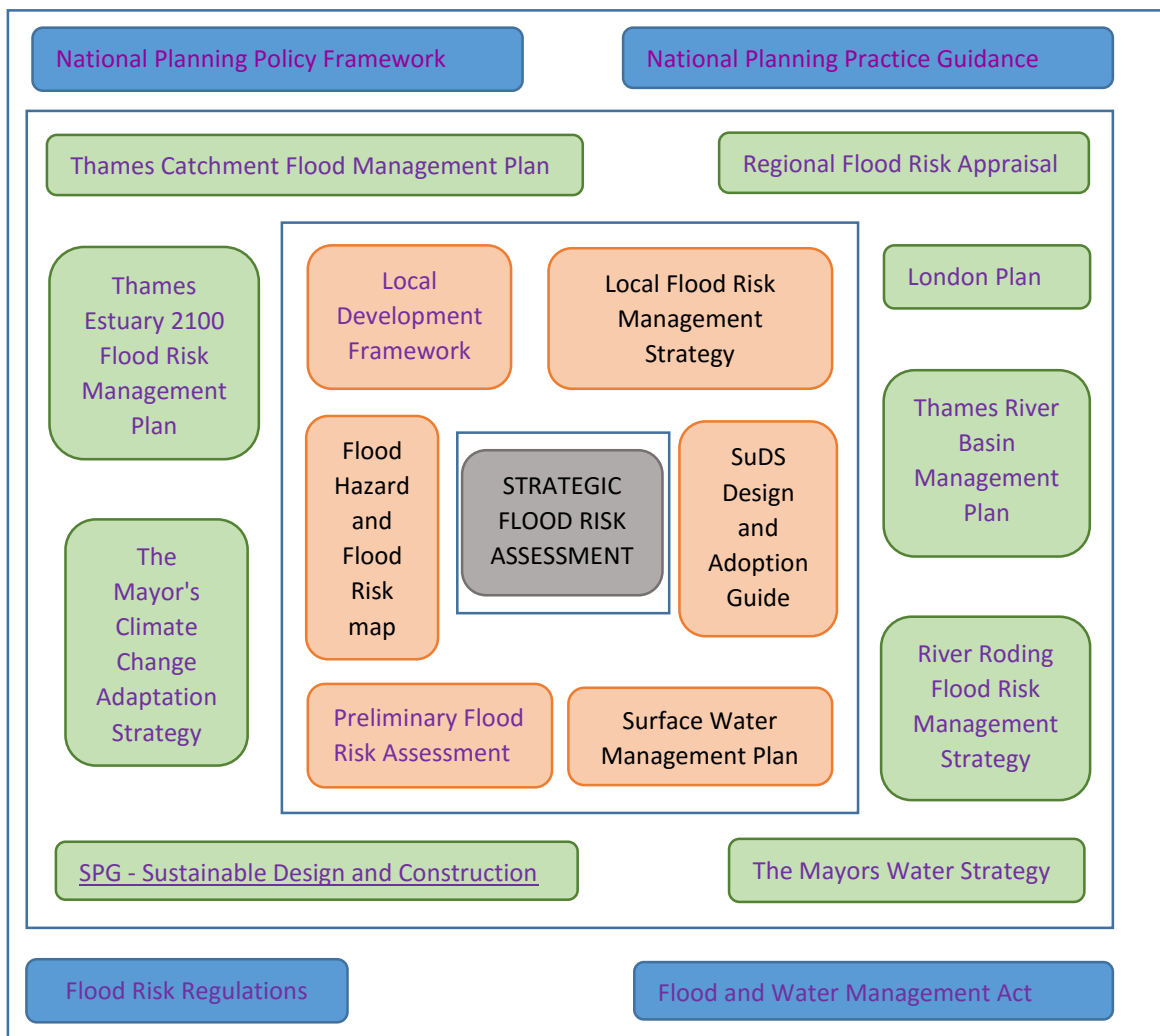 National Planning Policy Framework
National Planning Practice Guidance
Thames Catchment Flood Management Plan
Regional Flood Risk Appraisal
Thames
Estuary 2100
Flood Risk
Management
Plan
Local
Development
Framework
Local Flood Risk
Management
Strategy
London Plan
Flood
Hazard
and
Flood
Risk
map
STRATEGIC
FLOOD RISK
ASSESSMENT
SuDS
Design
and
Adoption
Guide
Thames River
Basin
Management
Plan
The
Mayor's
Climate
Change
Adaptation
Strategy
Preliminary Flood
Risk Assessment
Surface Water
Management Plan
River Roding
Flood Risk
Management
Strategy
SPG - Sustainable Design and Construction
The Mayors Water Strategy
Flood Risk Regulations
Flood and Water Management Act